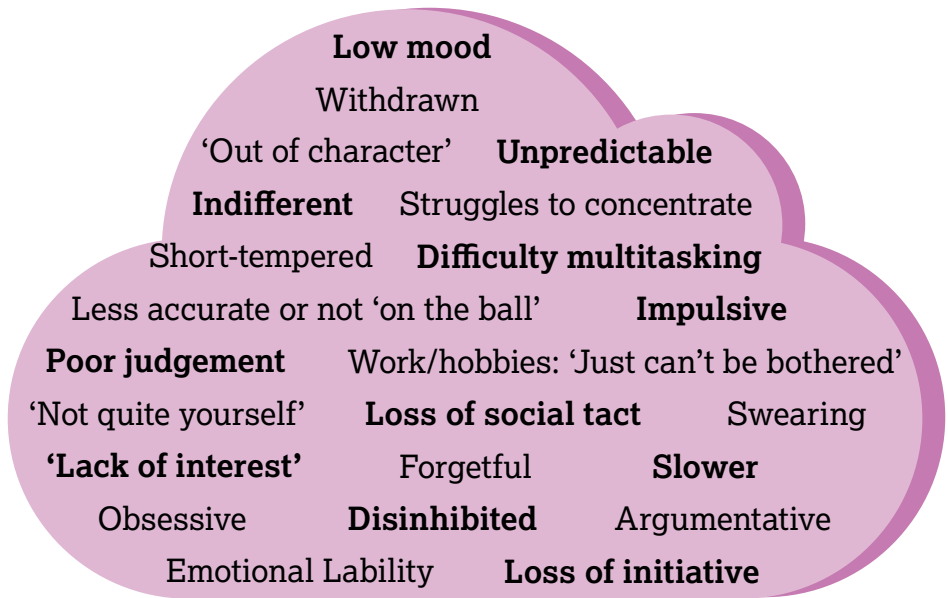 Low mood
Withdrawn
‘Out of character’ Unpredictable
Indifferent Struggles to concentrate
Short-tempered Difficulty multitasking
Less accurate or not ‘on the ball’ Impulsive
Poor judgement Work/hobbies: ‘Just can’t be bothered’
‘Not quite yourself’ Loss of social tact Swearing
‘Lack of interest’ Forgetful Slower
Obsessive Disinhibited Argumentative
Emotional Lability Loss of initiative